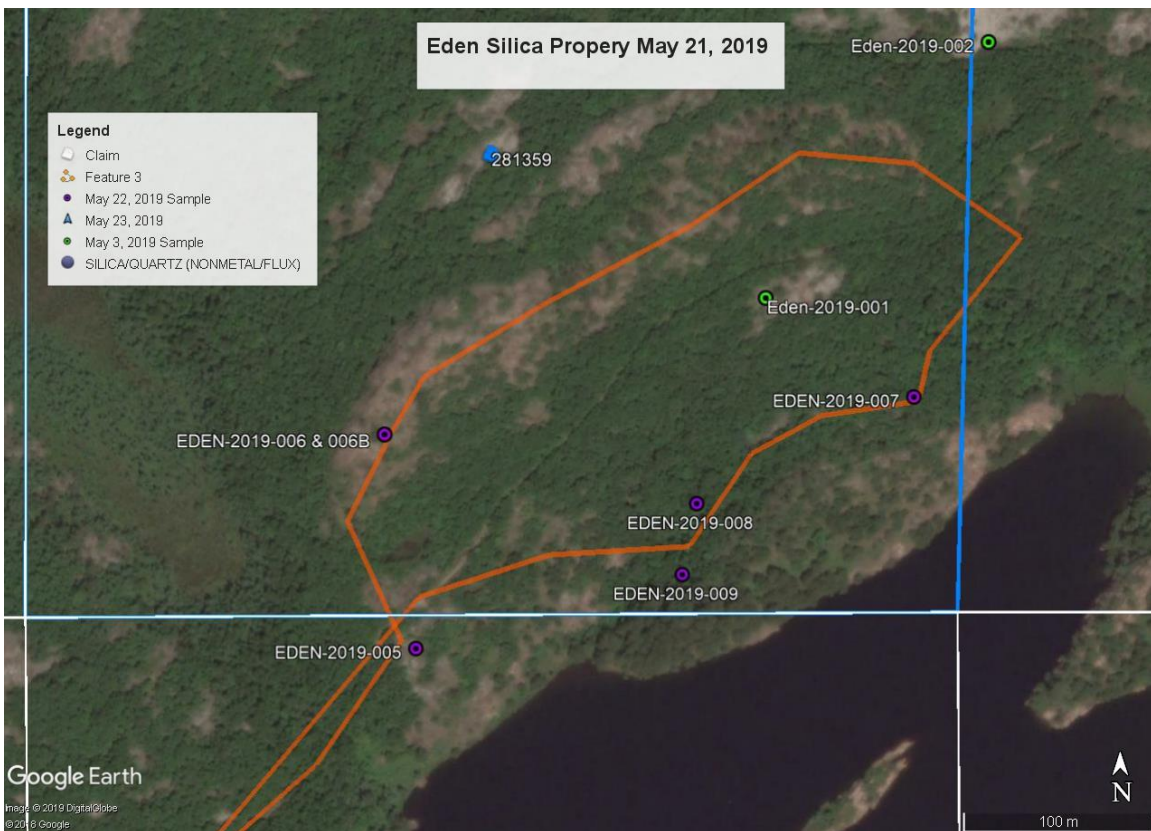 Eden Silica Propery May 21, 2019
Eden-2019-002
Legend
Claim
Feature 3
May 22, 2019 Sample
May 23, 2019
May 3, 2019 Sample
SILICA/QUARTZ (NONMETAL/FLUX)
281359
Eden-2019-001
EDEN-2019-007
EDEN-2019-006 & 006B
EDEN-2019-008
EDEN-2019-009
EDEN-2019-005
Google Earth
Image © 2019 DigitalGlobe
© 2018 Google
N
100 m